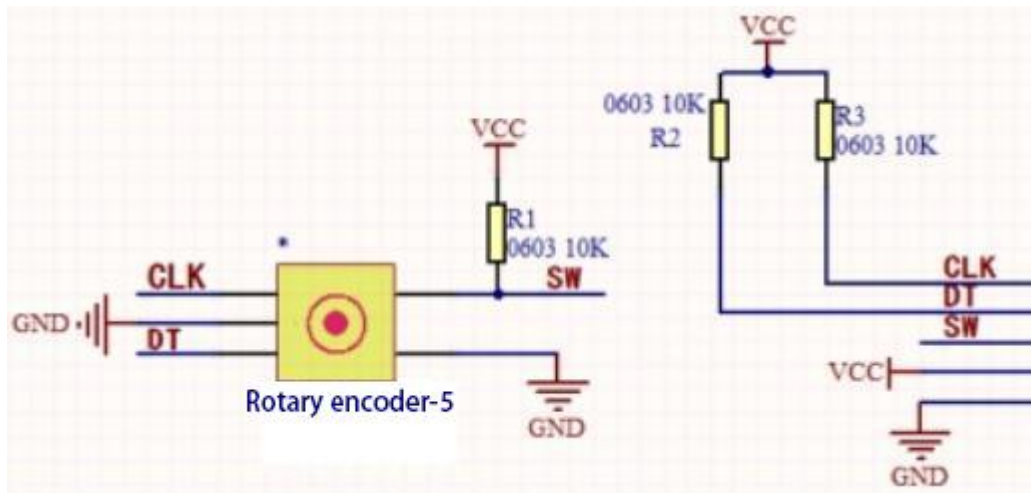 VCC
0603 10K
R2
R3
0603 10K
VCC
R1
0603 10K
*
CLK
SW
GND
DT
Rotary encoder-5
GND
CLK
DT
SW
VCC
GND